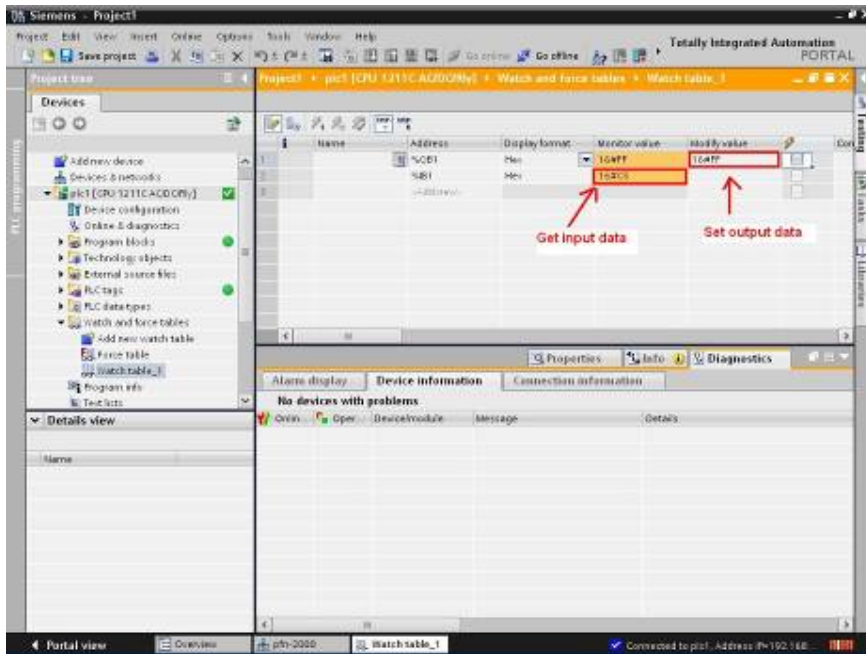 Siemens - Project1
Project Edit View Insert Online Options Tools Window Help
Save project Go online Go offline
Totally Integrated Automation
PORTAL
Project tree
Project1 plc1 [CPU 1211C AC/DC/Rly] Watch and force tables Watch table_1
Devices
Name Address Display format Monitor value Modify value
1 Hex 16#FF 16#FF
2 Hex
3
Add new device
Devices & networks
plc1 [CPU 1211C AC/DC/Rly]
Device configuration
Online & diagnostics
Program blocks
Technology objects
External source files
PLC tags
PLC data types
Watch and force tables
Add new watch table
Force table
Watch table_1
Program info
Text lists
Get input data
Set output data
Testing
Tasks
Libraries
PLC programming
Properties Info Diagnostics
Alarm display Device information Connection information
No devices with problems
Onlin... Oper... Device/module Message Details
Details view
Name
Portal view Overview pfn-2000 Watch table_1 Connected to plc1, Address IP=192.168...